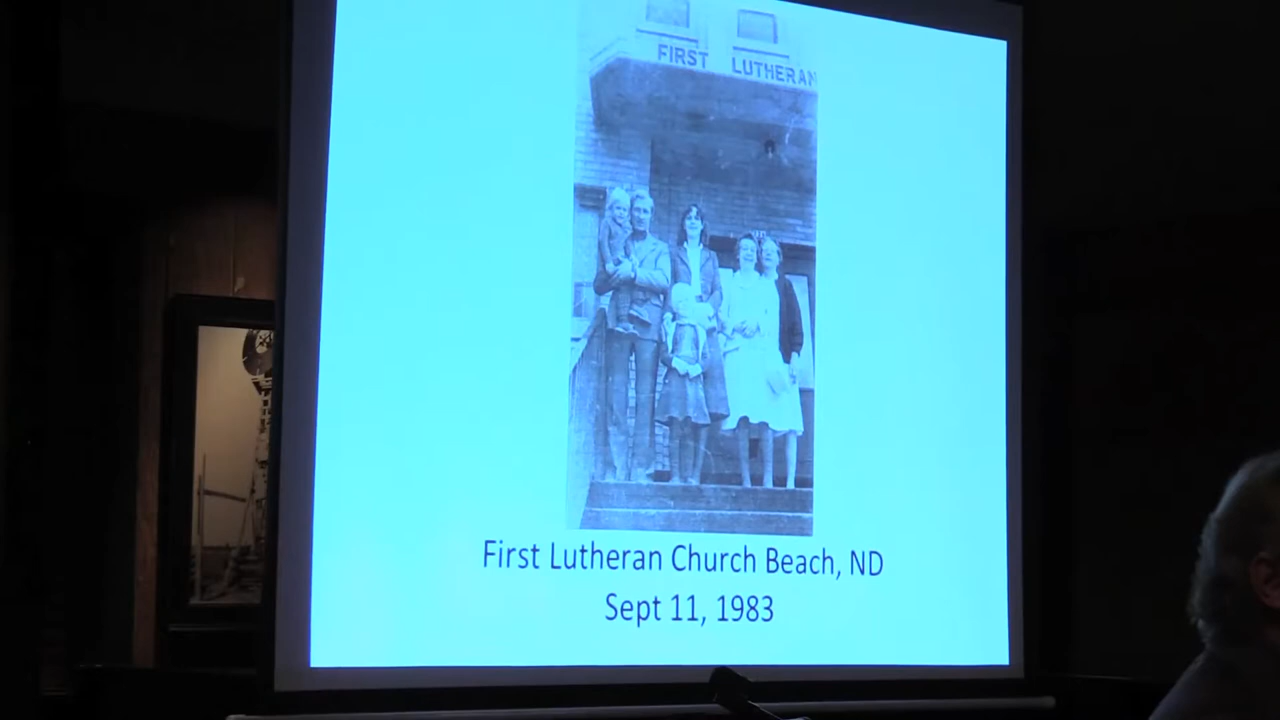 FIRST LUTHERAN
First Lutheran Church Beach, ND
Sept 11, 1983